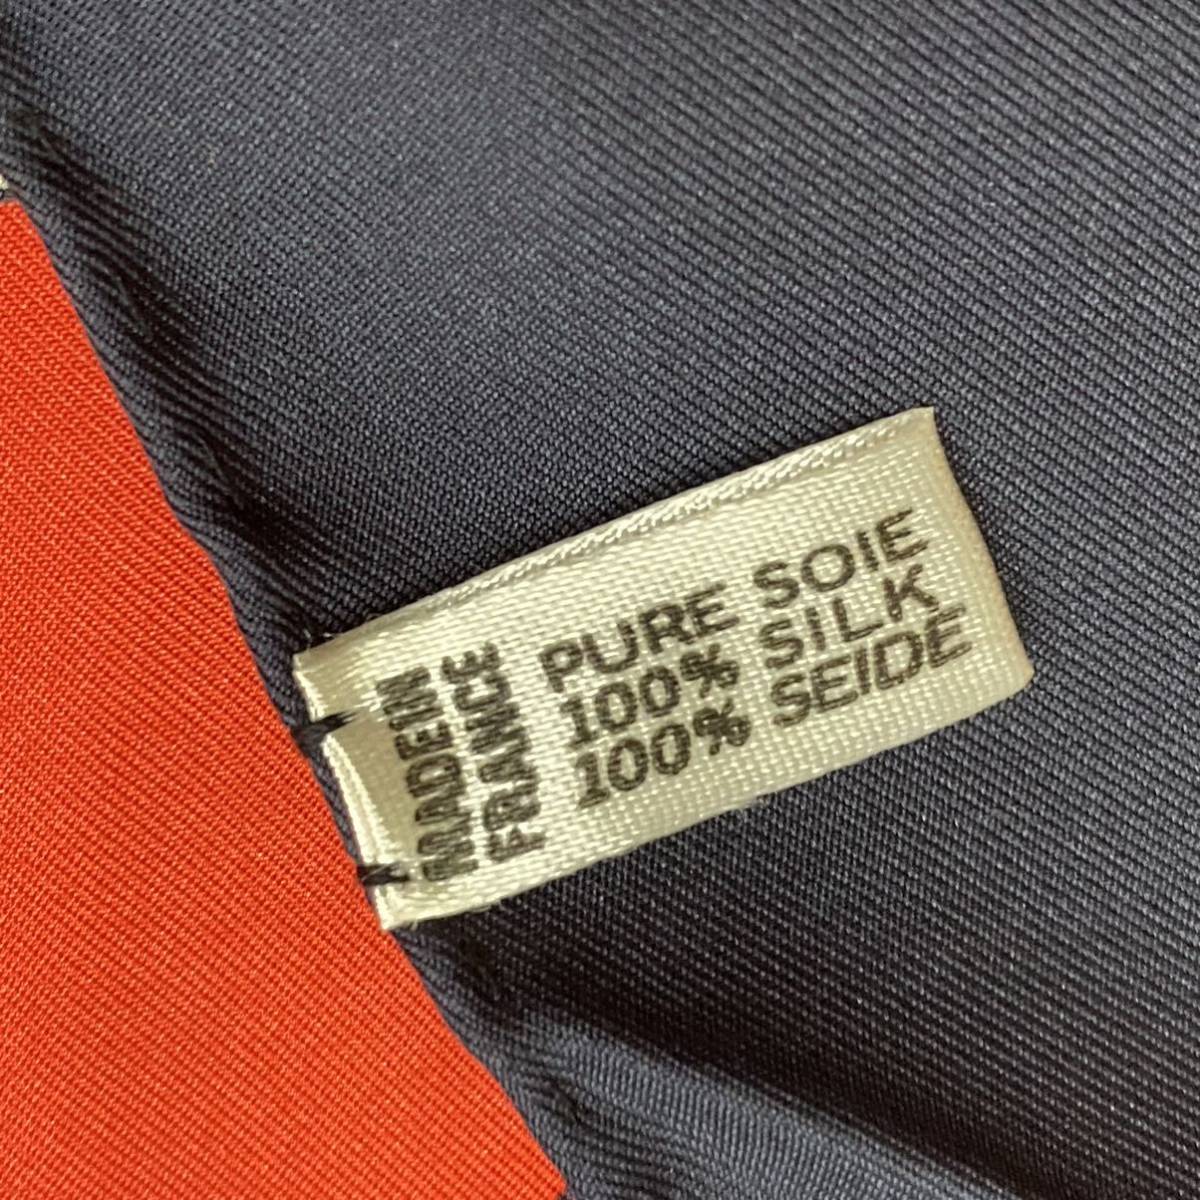 MADE IN
FRANCE
PURE SOIE
100% SILK
100% SEIDE